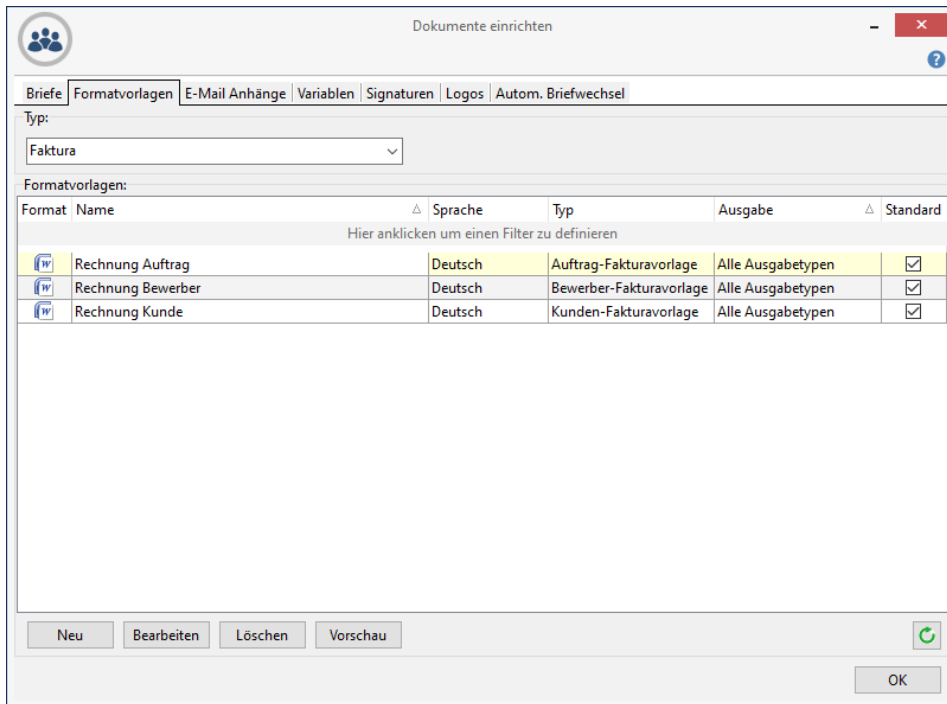 Dokumente einrichten
Briefe Formatvorlagen E-Mail Anhänge Variablen Signaturen Logos Autom. Briefwechsel
Typ:
Faktura
Formatvorlagen:
Format Name Sprache Typ Ausgabe Standard
Hier anklicken um einen Filter zu definieren
Rechnung Auftrag Deutsch Auftrag-Fakturavorlage Alle Ausgabetypen
Rechnung Bewerber Deutsch Bewerber-Fakturavorlage Alle Ausgabetypen
Rechnung Kunde Deutsch Kunden-Fakturavorlage Alle Ausgabetypen
Neu Bearbeiten Löschen Vorschau
OK